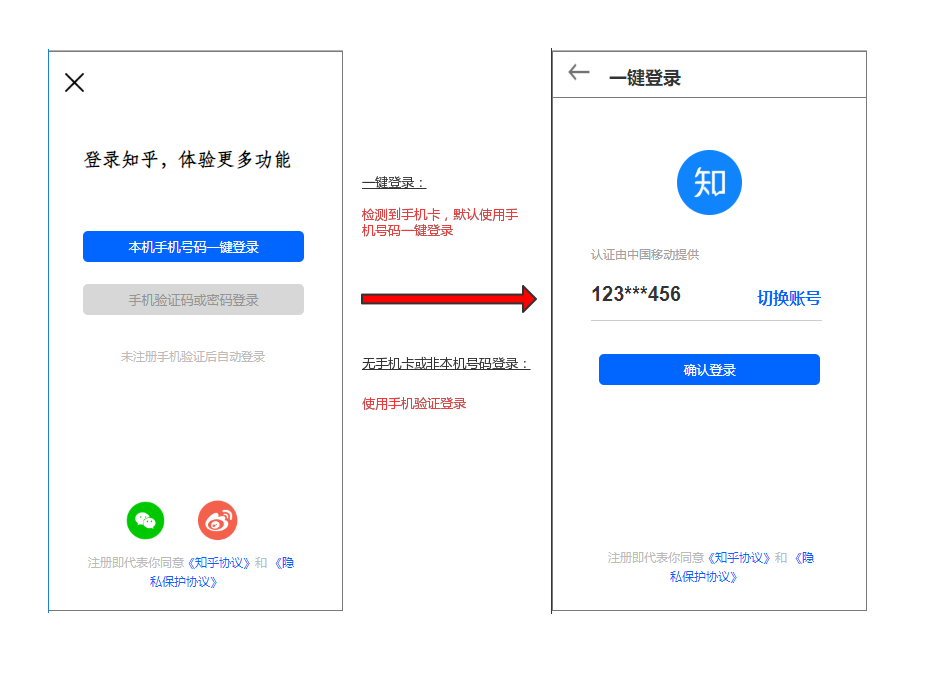 登录知乎，体验更多功能
本机手机号码一键登录
手机验证码或密码登录
未注册手机验证后自动登录
注册即代表你同意《知乎协议》和 《隐
私保护协议》
一键登录：
检测到手机卡，默认使用手
机号码一键登录
无手机卡或非本机号码登录：
使用手机验证登录
一键登录
知
认证由中国移动提供
123***456 切换账号
确认登录
注册即代表你同意《知乎协议》和 《隐
私保护协议》